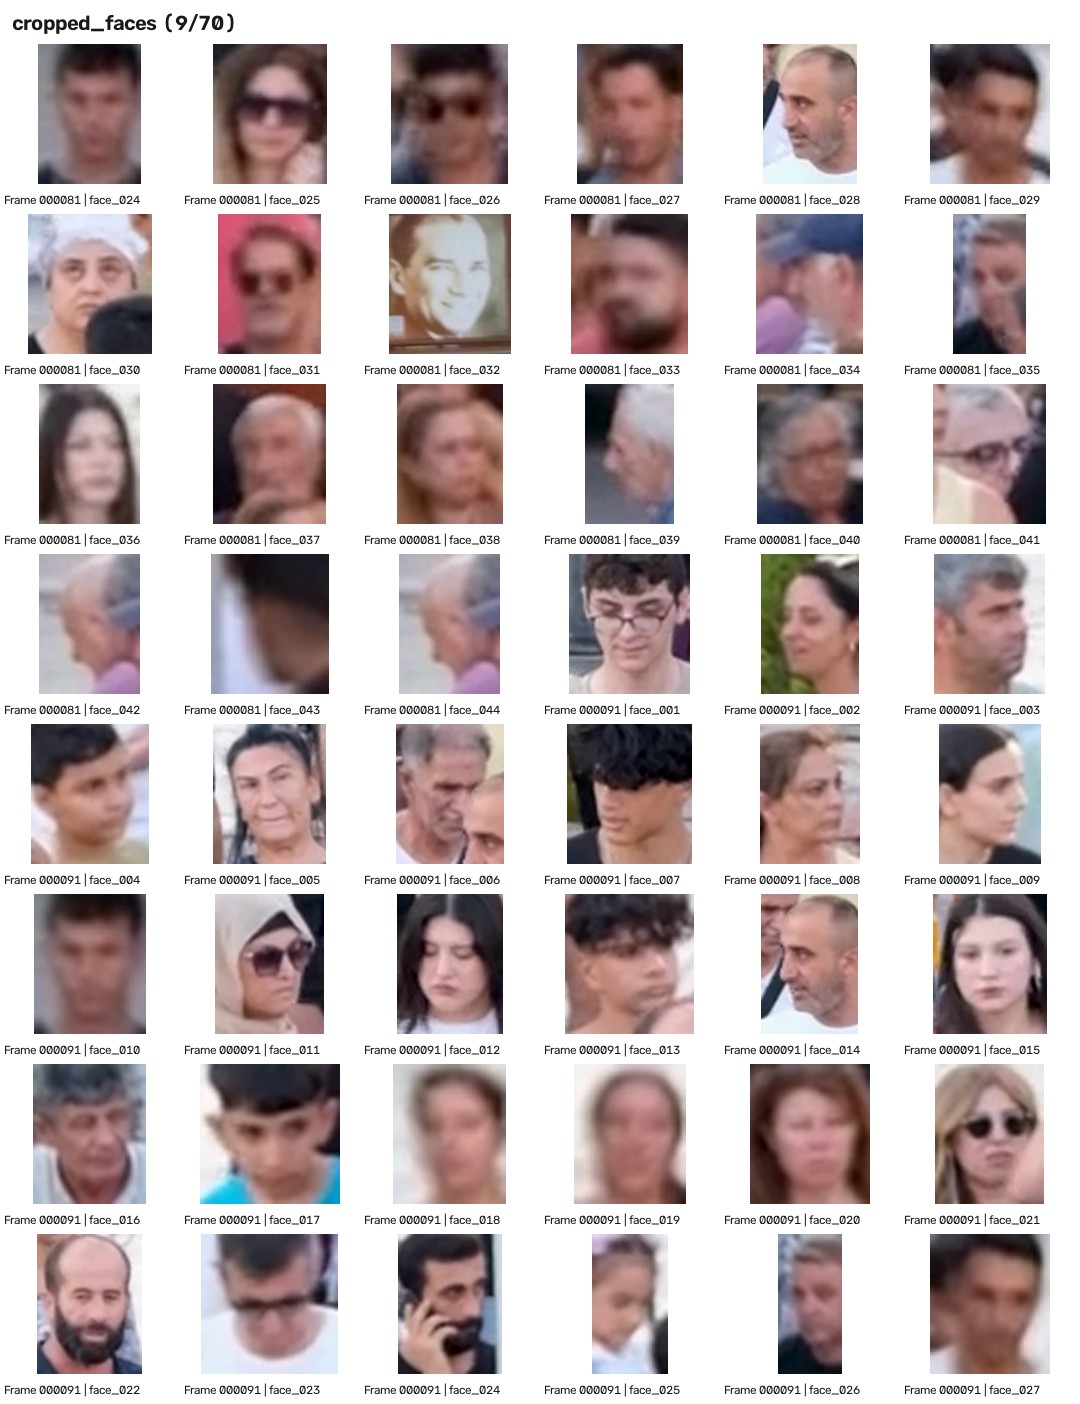 cropped_faces (9/70)
Frame 000081 | face_024
Frame 000081 | face_025
Frame 000081 | face_026
Frame 000081 | face_027
Frame 000081 | face_028
Frame 000081 | face_029
Frame 000081 | face_030
Frame 000081 | face_031
Frame 000081 | face_032
Frame 000081 | face_033
Frame 000081 | face_034
Frame 000081 | face_035
Frame 000081 | face_036
Frame 000081 | face_037
Frame 000081 | face_038
Frame 000081 | face_039
Frame 000081 | face_040
Frame 000081 | face_041
Frame 000081 | face_042
Frame 000081 | face_043
Frame 000081 | face_044
Frame 000091 | face_001
Frame 000091 | face_002
Frame 000091 | face_003
Frame 000091 | face_004
Frame 000091 | face_005
Frame 000091 | face_006
Frame 000091 | face_007
Frame 000091 | face_008
Frame 000091 | face_009
Frame 000091 | face_010
Frame 000091 | face_011
Frame 000091 | face_012
Frame 000091 | face_013
Frame 000091 | face_014
Frame 000091 | face_015
Frame 000091 | face_016
Frame 000091 | face_017
Frame 000091 | face_018
Frame 000091 | face_019
Frame 000091 | face_020
Frame 000091 | face_021
Frame 000091 | face_022
Frame 000091 | face_023
Frame 000091 | face_024
Frame 000091 | face_025
Frame 000091 | face_026
Frame 000091 | face_027